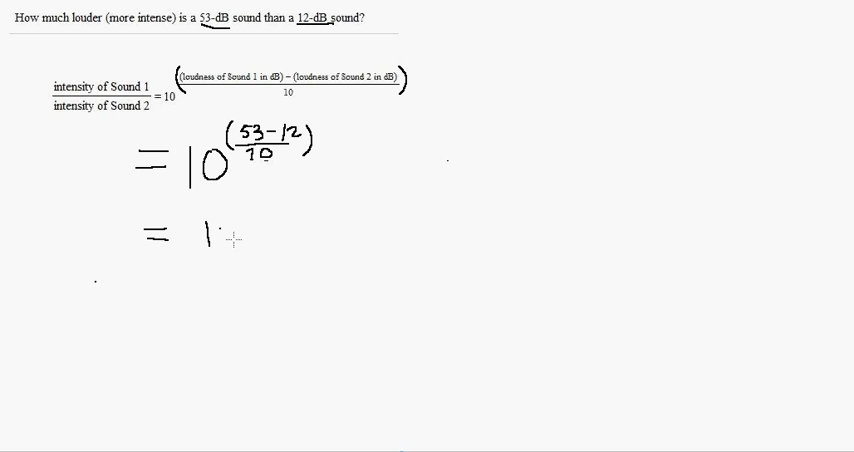 How much louder (more intense) is a 53-dB sound than a 12-dB sound?
intensity of Sound 1 / intensity of Sound 2 = 10^(((loudness of Sound 1 in dB) − (loudness of Sound 2 in dB)) / 10)
= 10^((53-12) / 10)
= 1